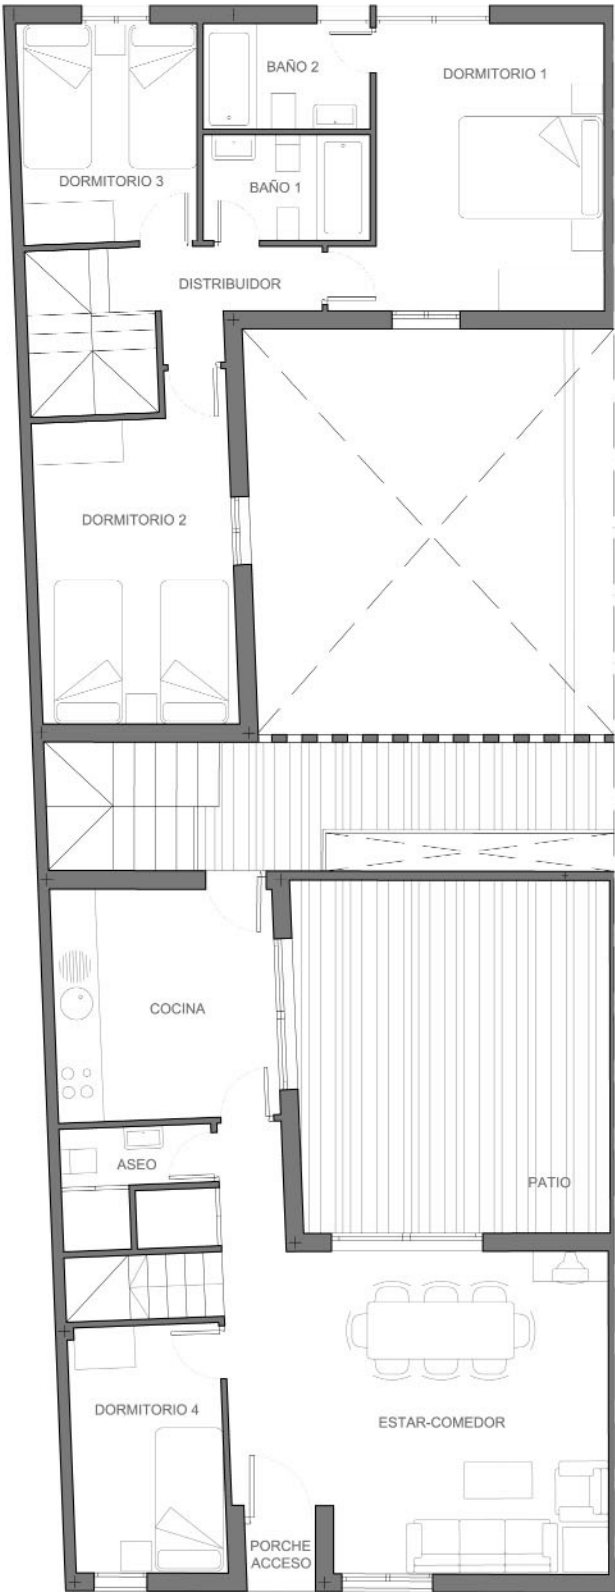 BAÑO 2
DORMITORIO 1
DORMITORIO 3
BAÑO 1
DISTRIBUIDOR
DORMITORIO 2
COCINA
ASEO
PATIO
DORMITORIO 4
ESTAR-COMEDOR
PORCHE
ACCESO